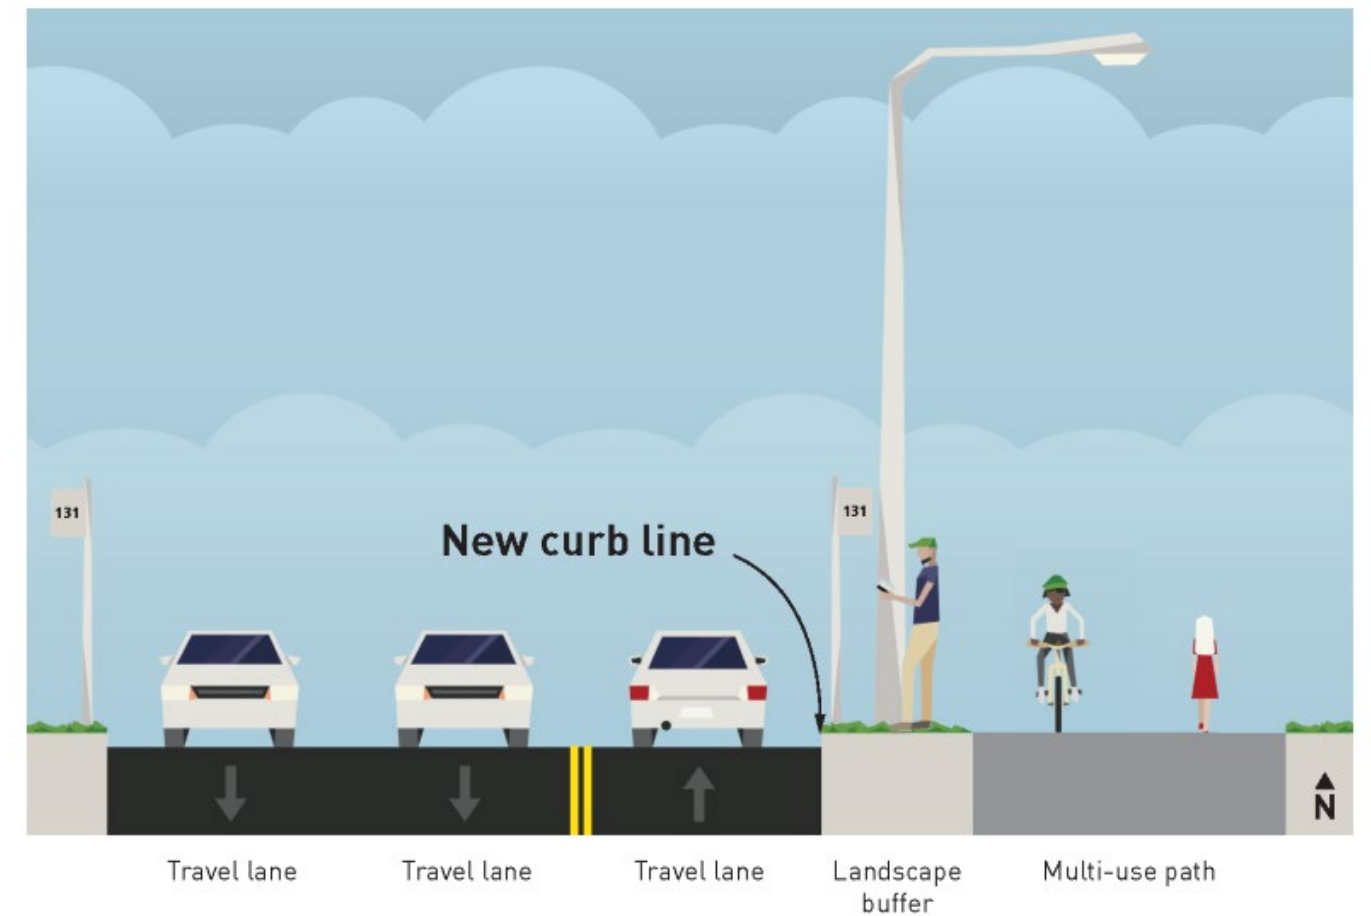 131
131
New curb line
N
Travel lane
Travel lane
Travel lane
Landscape
buffer
Multi-use path